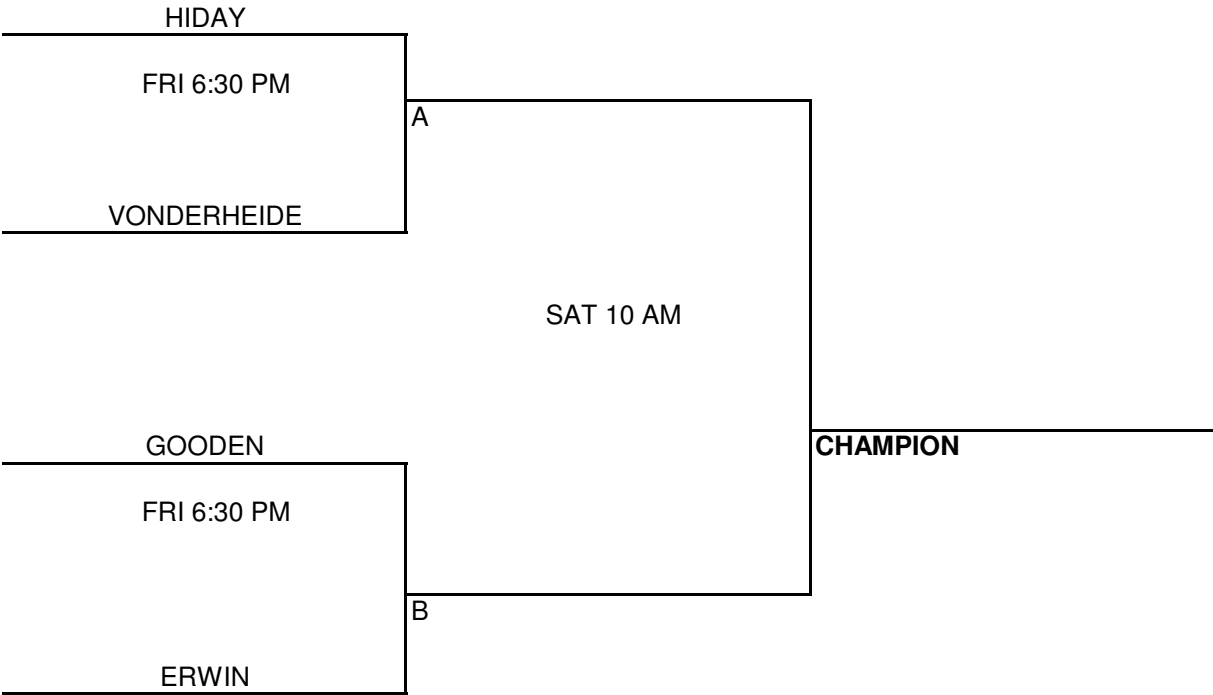 HIDAY
FRI 6:30 PM
A
VONDERHEIDE
SAT 10 AM
GOODEN
CHAMPION
FRI 6:30 PM
B
ERWIN